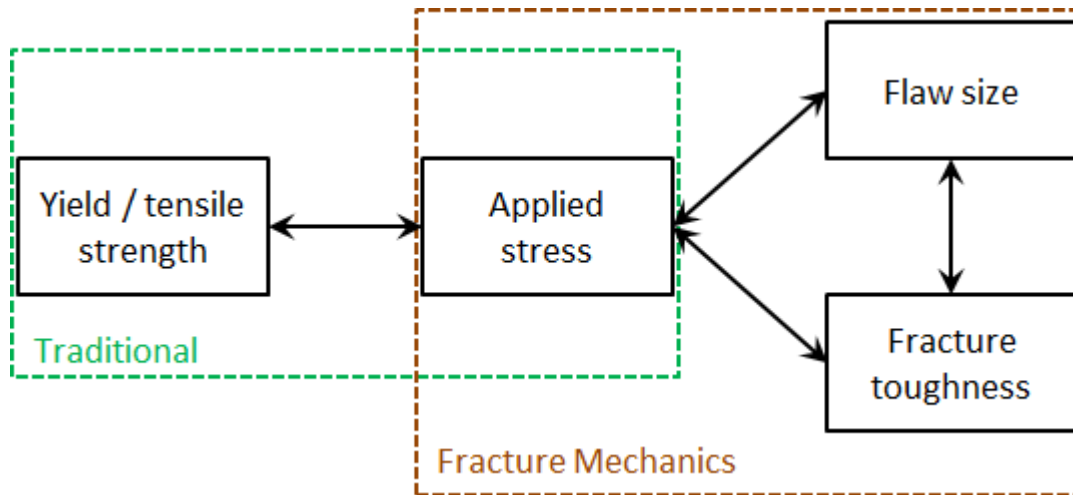 Flaw size
Yield / tensile
strength
Applied
stress
Traditional
Fracture
toughness
Fracture Mechanics